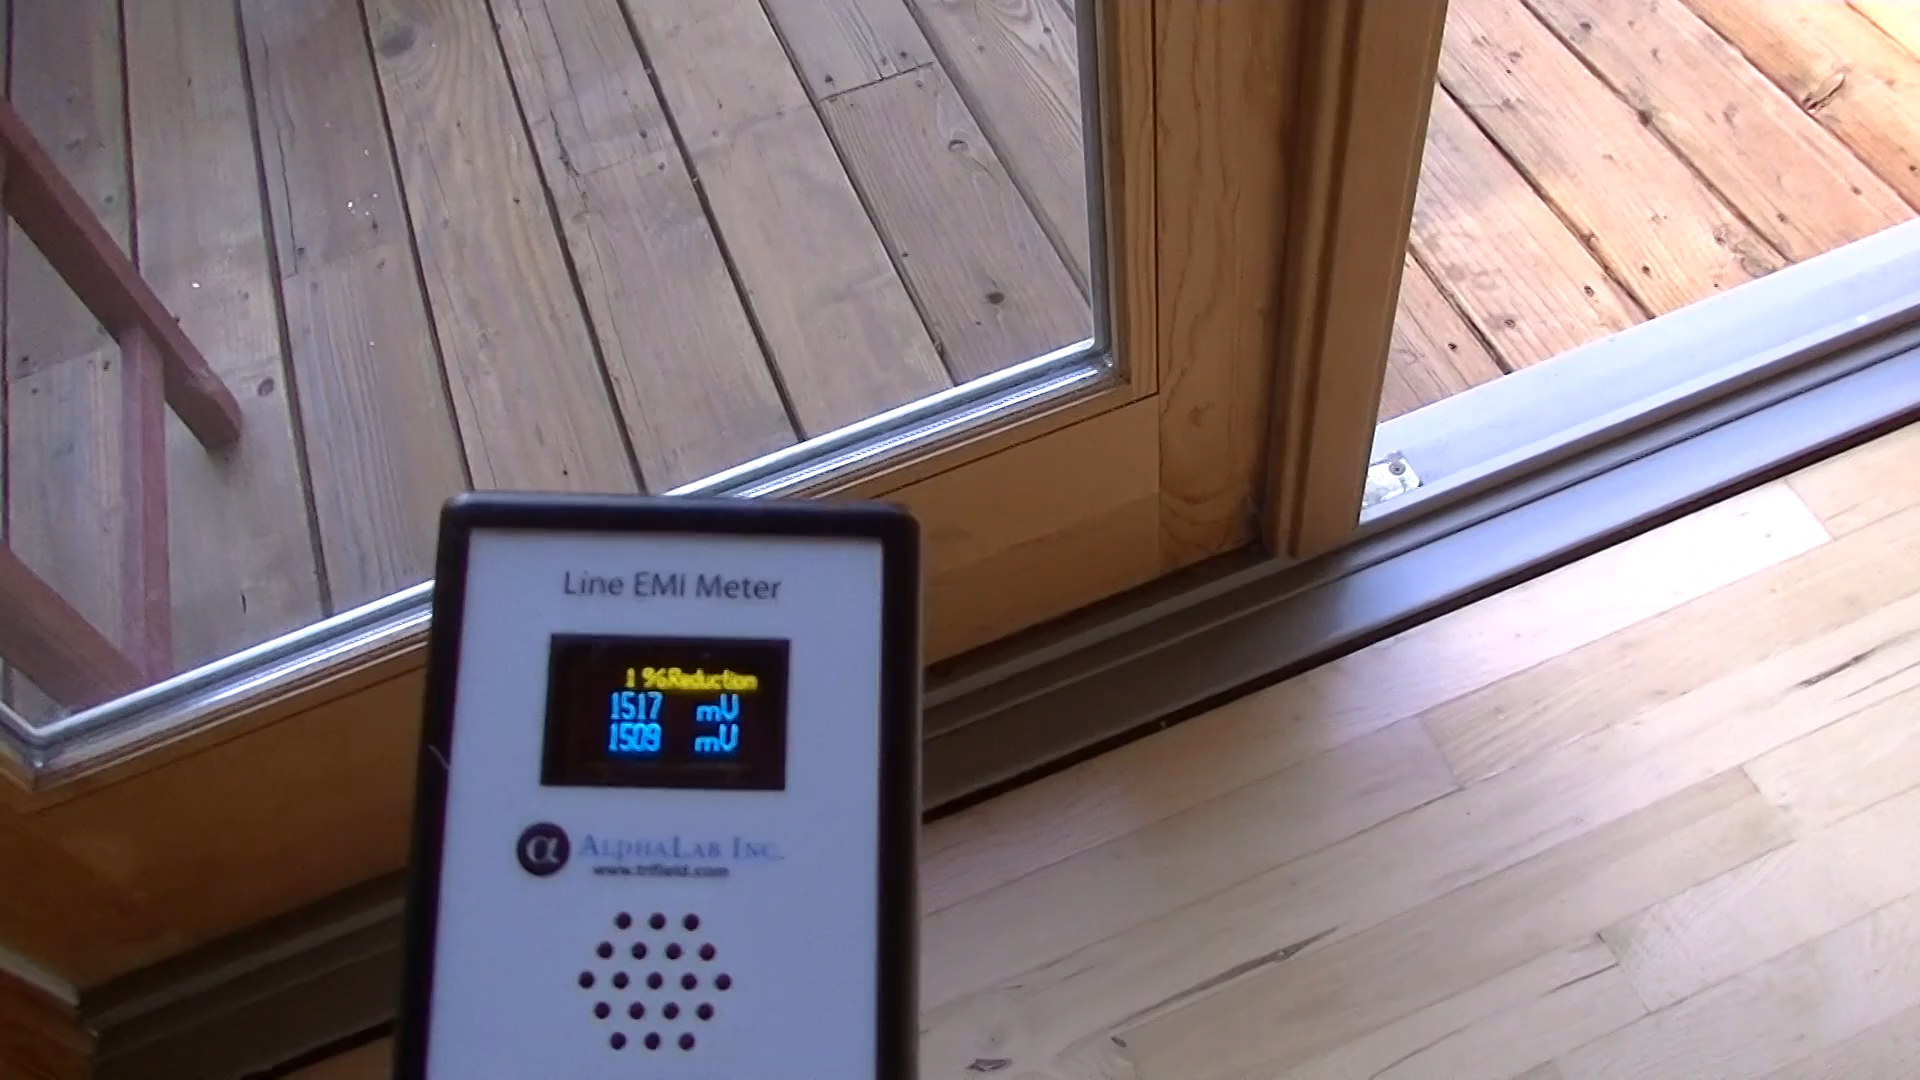 Line EMI Meter
1 %Reduction
1517 mV
1509 mV
α ALPHALAB INC.
www.trifield.com